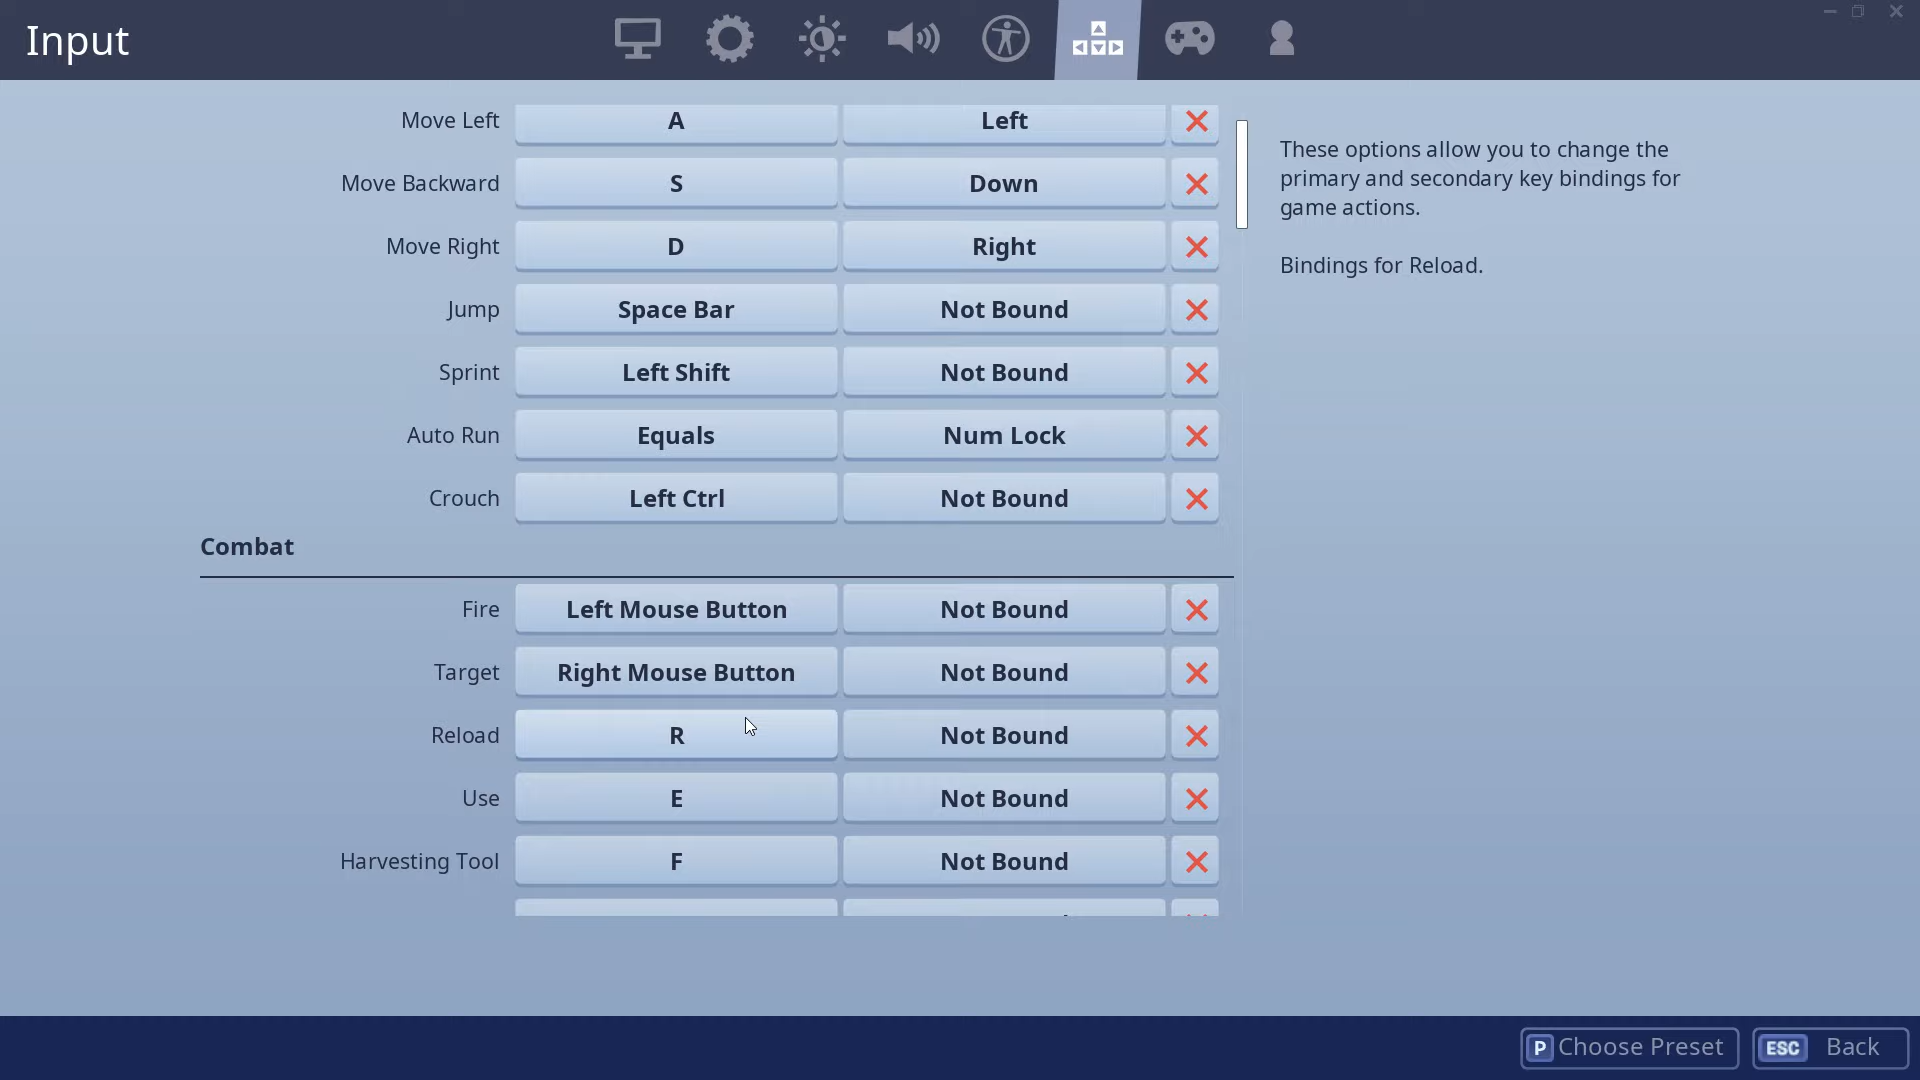 Input
Move Left A Left
Move Backward S Down
Move Right D Right
Jump Space Bar Not Bound
Sprint Left Shift Not Bound
Auto Run Equals Num Lock
Crouch Left Ctrl Not Bound
Combat
Fire Left Mouse Button Not Bound
Target Right Mouse Button Not Bound
Reload R Not Bound
Use E Not Bound
Harvesting Tool F Not Bound
These options allow you to change the
primary and secondary key bindings for
game actions.
Bindings for Reload.
P Choose Preset
ESC Back